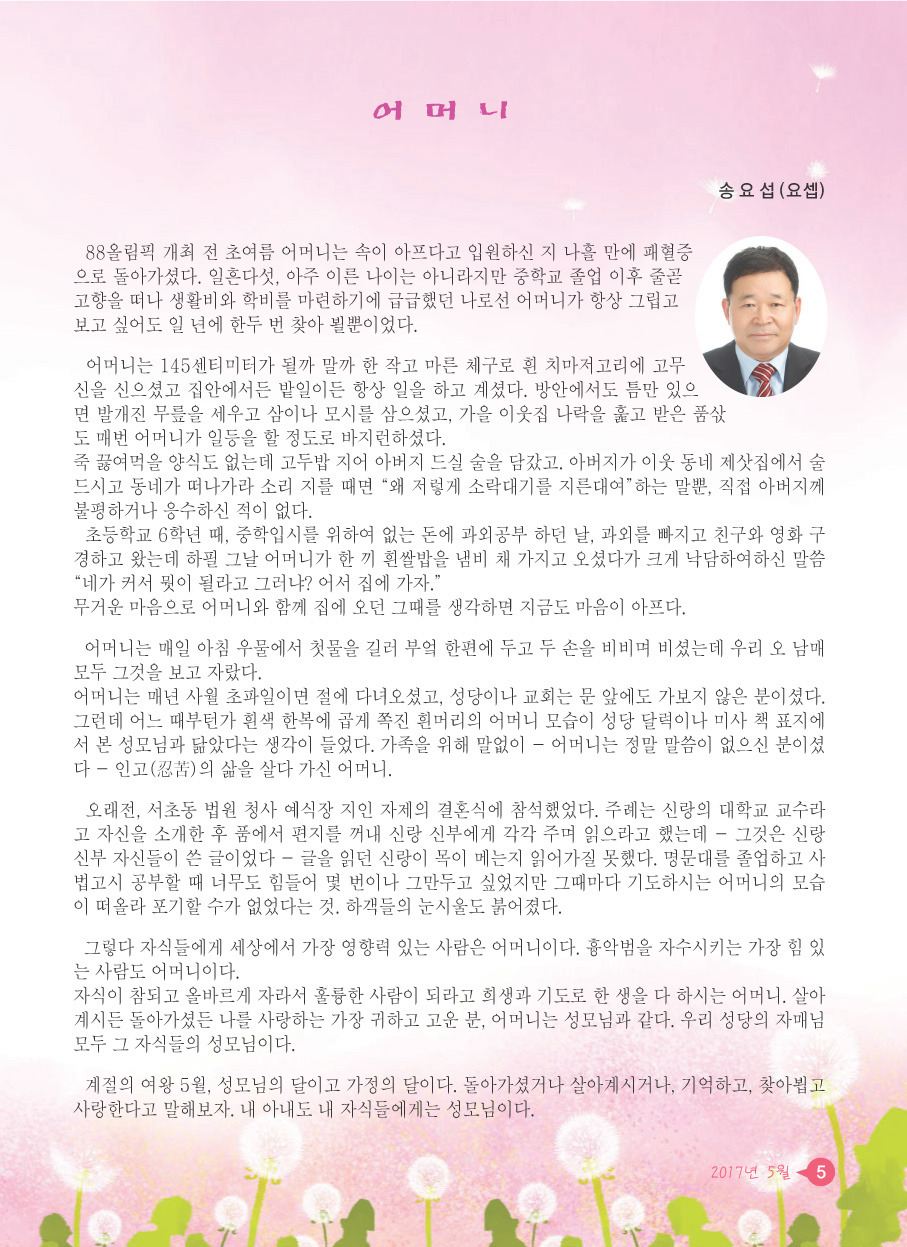 어 머 니
송 요 섭 (요셉)
88올림픽 개최 전 초여름 어머니는 속이 아프다고 입원하신 지 나흘 만에 패혈증
으로 돌아가셨다. 일흔다섯, 아주 이른 나이는 아니라지만 중학교 졸업 이후 줄곧
고향을 떠나 생활비와 학비를 마련하기에 급급했던 나로선 어머니가 항상 그립고
보고 싶어도 일 년에 한두 번 찾아 뵐뿐이었다.
어머니는 145센티미터가 될까 말까 한 작고 마른 체구로 흰 치마저고리에 고무
신을 신으셨고 집안에서든 밭일이든 항상 일을 하고 계셨다. 방안에서도 틈만 있으
면 발개진 무릎을 세우고 삼이나 모시를 삼으셨고, 가을 이웃집 나락을 훑고 받은 품삯
도 매번 어머니가 일등을 할 정도로 바지런하셨다.
죽 끓여먹을 양식도 없는데 고두밥 지어 아버지 드실 술을 담갔고. 아버지가 이웃 동네 제삿집에서 술
드시고 동네가 떠나가라 소리 지를 때면 “왜 저렇게 소락대기를 지른대여”하는 말뿐, 직접 아버지께
불평하거나 응수하신 적이 없다.
초등학교 6학년 때, 중학입시를 위하여 없는 돈에 과외공부 하던 날, 과외를 빠지고 친구와 영화 구
경하고 왔는데 하필 그날 어머니가 한 끼 흰쌀밥을 냄비 채 가지고 오셨다가 크게 낙담하여하신 말씀
“네가 커서 뭣이 될라고 그러냐? 어서 집에 가자.”
무거운 마음으로 어머니와 함께 집에 오던 그때를 생각하면 지금도 마음이 아프다.
어머니는 매일 아침 우물에서 첫물을 길러 부엌 한편에 두고 두 손을 비비며 비셨는데 우리 오 남매
모두 그것을 보고 자랐다.
어머니는 매년 사월 초파일이면 절에 다녀오셨고, 성당이나 교회는 문 앞에도 가보지 않은 분이셨다.
그런데 어느 때부턴가 흰색 한복에 곱게 쪽진 흰머리의 어머니 모습이 성당 달력이나 미사 책 표지에
서 본 성모님과 닮았다는 생각이 들었다. 가족을 위해 말없이 – 어머니는 정말 말씀이 없으신 분이셨
다 – 인고(忍苦)의 삶을 살다 가신 어머니.
오래전, 서초동 법원 청사 예식장 지인 자제의 결혼식에 참석했었다. 주례는 신랑의 대학교 교수라
고 자신을 소개한 후 품에서 편지를 꺼내 신랑 신부에게 각각 주며 읽으라고 했는데 – 그것은 신랑
신부 자신들이 쓴 글이었다 – 글을 읽던 신랑이 목이 메는지 읽어가질 못했다. 명문대를 졸업하고 사
법고시 공부할 때 너무도 힘들어 몇 번이나 그만두고 싶었지만 그때마다 기도하시는 어머니의 모습
이 떠올라 포기할 수가 없었다는 것. 하객들의 눈시울도 붉어졌다.
그렇다 자식들에게 세상에서 가장 영향력 있는 사람은 어머니이다. 흉악범을 자수시키는 가장 힘 있
는 사람도 어머니이다.
자식이 참되고 올바르게 자라서 훌륭한 사람이 되라고 희생과 기도로 한 생을 다 하시는 어머니. 살아
계시든 돌아가셨든 나를 사랑하는 가장 귀하고 고운 분, 어머니는 성모님과 같다. 우리 성당의 자매님
모두 그 자식들의 성모님이다.
계절의 여왕 5월, 성모님의 달이고 가정의 달이다. 돌아가셨거나 살아계시거나, 기억하고, 찾아뵙고
사랑한다고 말해보자. 내 아내도 내 자식들에게는 성모님이다.
2017년 5월 5